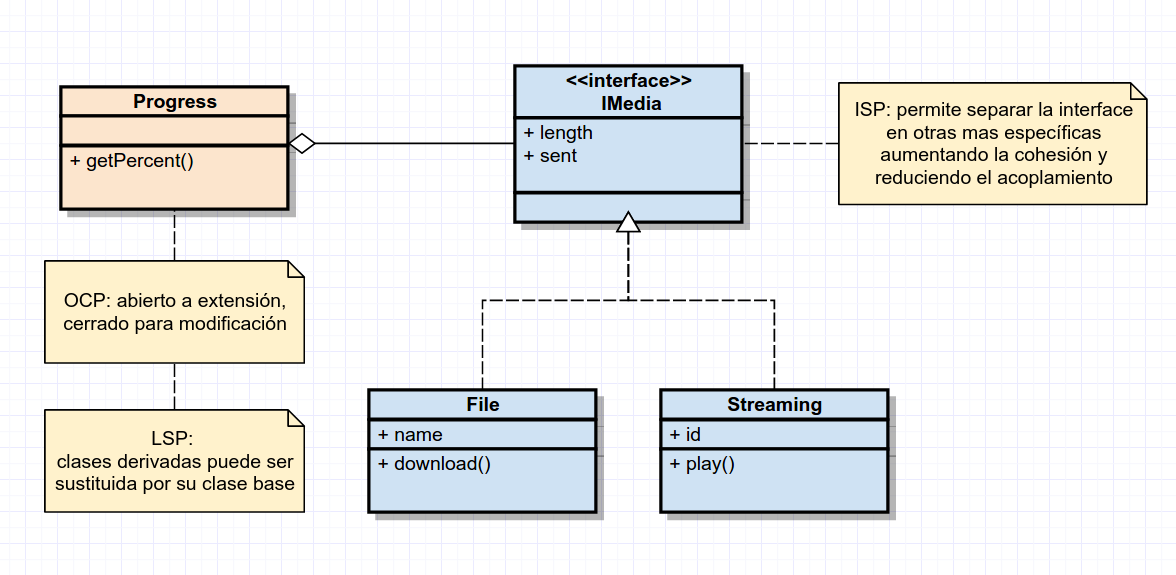 Progress
+ getPercent()
<<interface>>
IMedia
+ length
+ sent
ISP: permite separar la interface
en otras mas específicas
aumentando la cohesión y
reduciendo el acoplamiento
OCP: abierto a extensión,
cerrado para modificación
LSP:
clases derivadas puede ser
sustituida por su clase base
File
+ name
+ download()
Streaming
+ id
+ play()